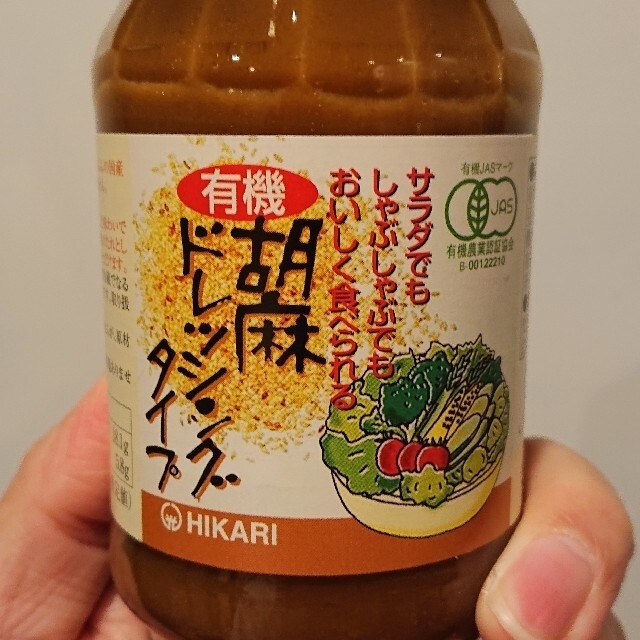 サラダでも
しゃぶしゃぶでも
おいしく食べられる
有機
胡麻
ドレッシング
タイプ
有機JASマーク
JAS
有機農業認証協会
B-00122210
HIKARI